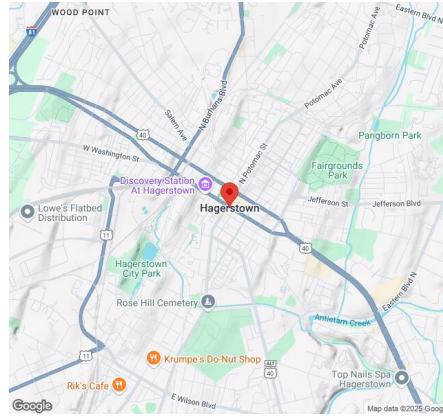 WOOD POINT
81
Eastern Blvd N
Potomac Ave
N Burhans Blvd
Potomac Ave
Salem Ave
Pangborn Park
40
W Washington St
N Potomac St
Fairgrounds
Park
Discovery Station
At Hagerstown
Jefferson St
Jefferson Blvd
Hagerstown
Lowe's Flatbed
Distribution
11
40
Hagerstown
City Park
Eastern Blvd N
Rose Hill Cemetery
Antietam Creek
11
Krumpe's Do-Nut Shop
ALT
40
Rik's Cafe
Top Nails Spa
Hagerstown
E Wilson Blvd
Google
Map data ©2025 Goog